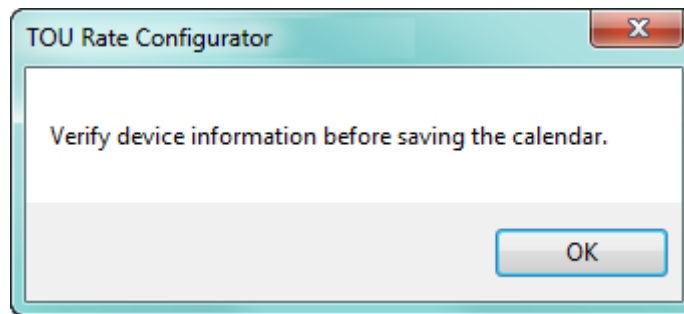 TOU Rate Configurator
Verify device information before saving the calendar.
OK